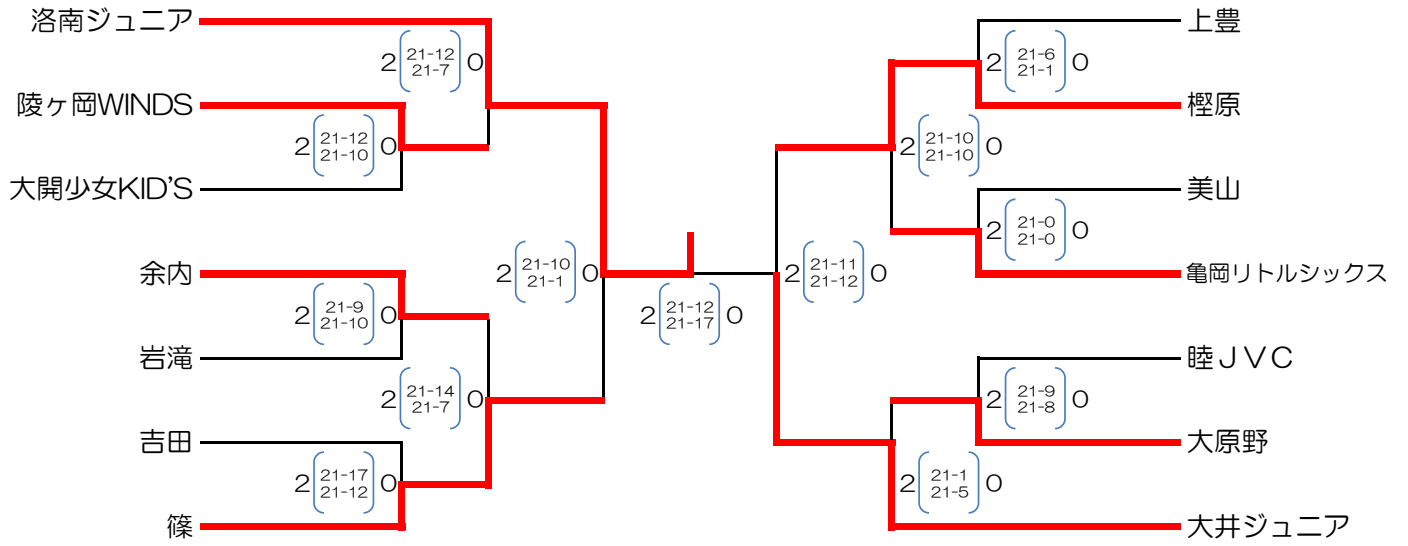 洛南ジュニア
2 21-12 0
21-7
陵ヶ岡WINDS
2 21-12 0
21-10
大開少女KID'S
余内
2 21-9 0
21-10
岩滝
2 21-14 0
21-7
吉田
2 21-17 0
21-12
篠
2 21-10 0
21-1
2 21-12 0
21-17
2 21-11 0
21-12
上豊
2 21-6 0
21-1
樫原
2 21-10 0
21-10
美山
2 21-0 0
21-0
亀岡リトルシックス
睦JVC
2 21-9 0
21-8
大原野
2 21-1 0
21-5
大井ジュニア